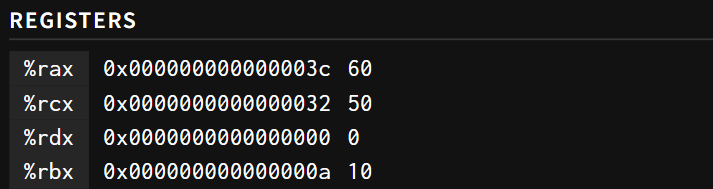 REGISTERS
%rax 0x000000000000003c 60
%rcx 0x0000000000000032 50
%rdx 0x0000000000000000 0
%rbx 0x000000000000000a 10